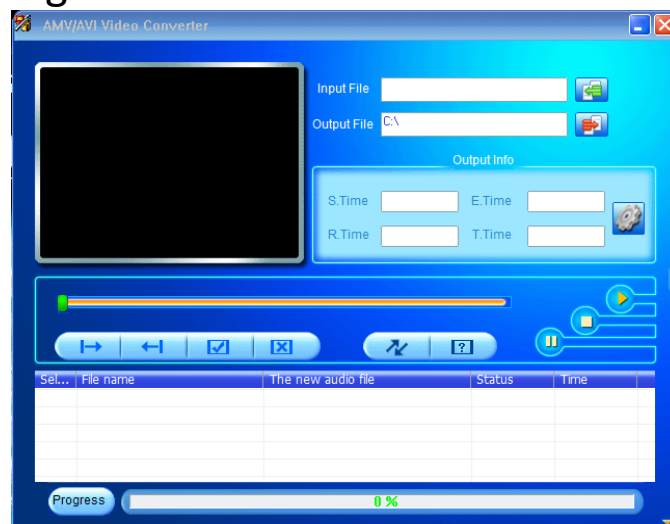 AMV/AVI Video Converter
Input File
Output File C:\
Output Info
S.Time E.Time
R.Time T.Time
Sel... File name The new audio file Status Time
Progress 0 %